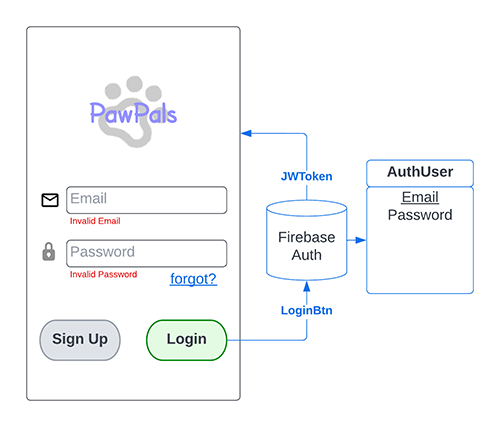 PawPals
Email
Invalid Email
Password
Invalid Password
forgot?
Sign Up
Login
JWToken
Firebase
Auth
LoginBtn
AuthUser
Email
Password